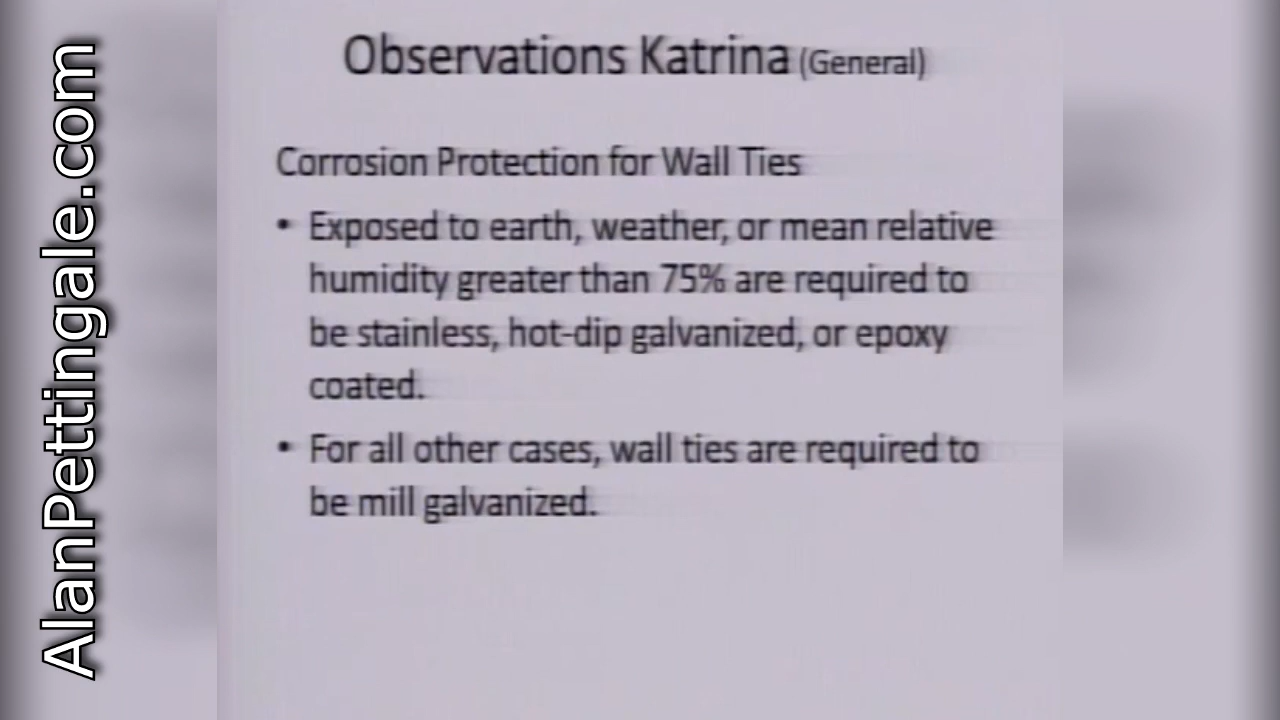 AlanPettingale.com
Observations Katrina (General)
Corrosion Protection for Wall Ties
• Exposed to earth, weather, or mean relative
humidity greater than 75% are required to
be stainless, hot-dip galvanized, or epoxy
coated.
• For all other cases, wall ties are required to
be mill galvanized.